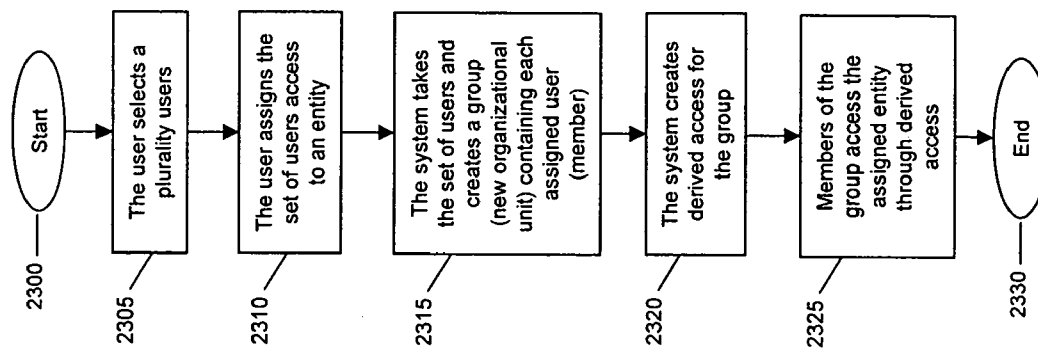 Start
2300
The user selects a
plurality users
2305
The user assigns the
set of users access
to an entity
2310
The system takes
the set of users and
creates a group
(new organizational
unit) containing each
assigned user
(member)
2315
The system creates
derived access for
the group
2320
Members of the
group access the
assigned entity
through derived
access
2325
End
2330